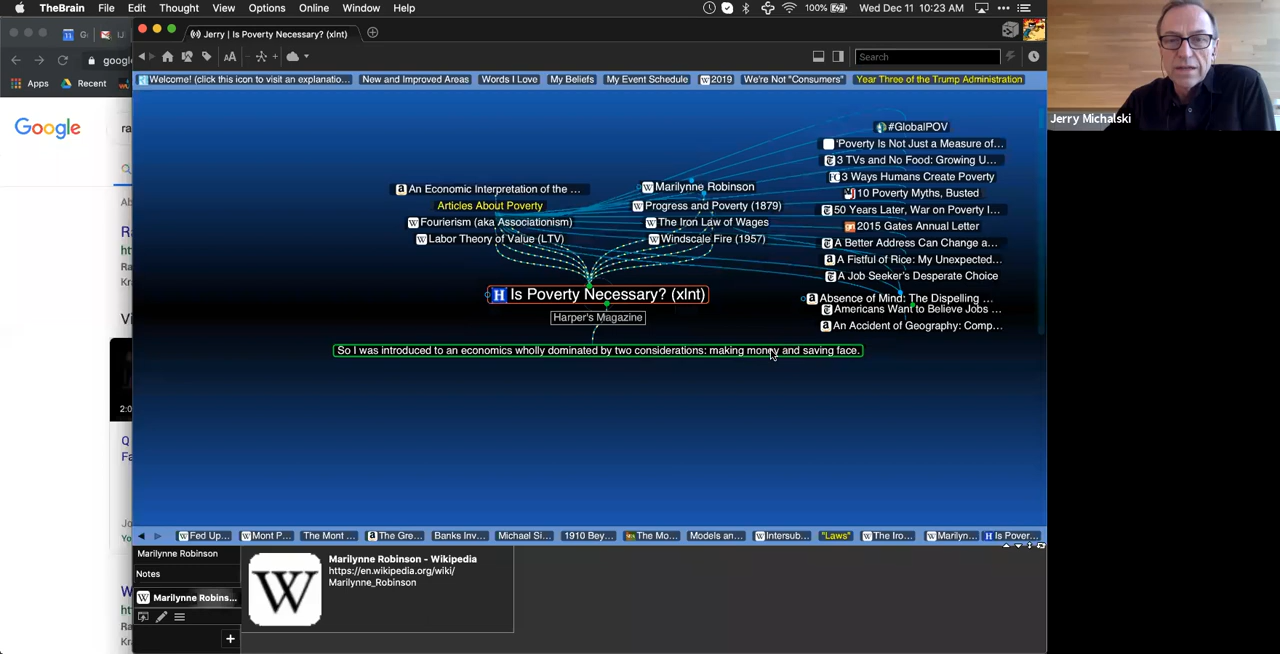 TheBrain File Edit Thought View Options Online Window Help
100% Wed Dec 11 10:23 AM
Jerry | Is Poverty Necessary? (xlnt)
Search
Apps Recent
Google
Welcome! (click this icon to visit an explanatio... New and Improved Areas Words I Love My Beliefs My Event Schedule 2019 We're Not "Consumers" Year Three of the Trump Administration
Jerry Michalski
#GlobalPOV
'Poverty Is Not Just a Measure of...
3 TVs and No Food: Growing U...
3 Ways Humans Create Poverty
10 Poverty Myths, Busted
50 Years Later, War on Poverty I...
2015 Gates Annual Letter
A Better Address Can Change a...
A Fistful of Rice: My Unexpected...
A Job Seeker's Desperate Choice
Absence of Mind: The Dispelling ...
Americans Want to Believe Jobs ...
An Accident of Geography: Comp...
An Economic Interpretation of the ...
Articles About Poverty
Fourierism (aka Associationism)
Labor Theory of Value (LTV)
Marilynne Robinson
Progress and Poverty (1879)
The Iron Law of Wages
Windscale Fire (1957)
Is Poverty Necessary? (xlnt)
Harper's Magazine
So I was introduced to an economics wholly dominated by two considerations: making money and saving face.
Fed Up... Mont P... The Mont ... The Gre... Banks Inv... Michael Si... 1910 Bey... The Mo... Models an... Intersub... "Laws" The Iro... Marilyn... Is Pover...
Marilynne Robinson
Notes
Marilynne Robins...
Marilynne Robinson - Wikipedia
https://en.wikipedia.org/wiki/
Marilynne_Robinson